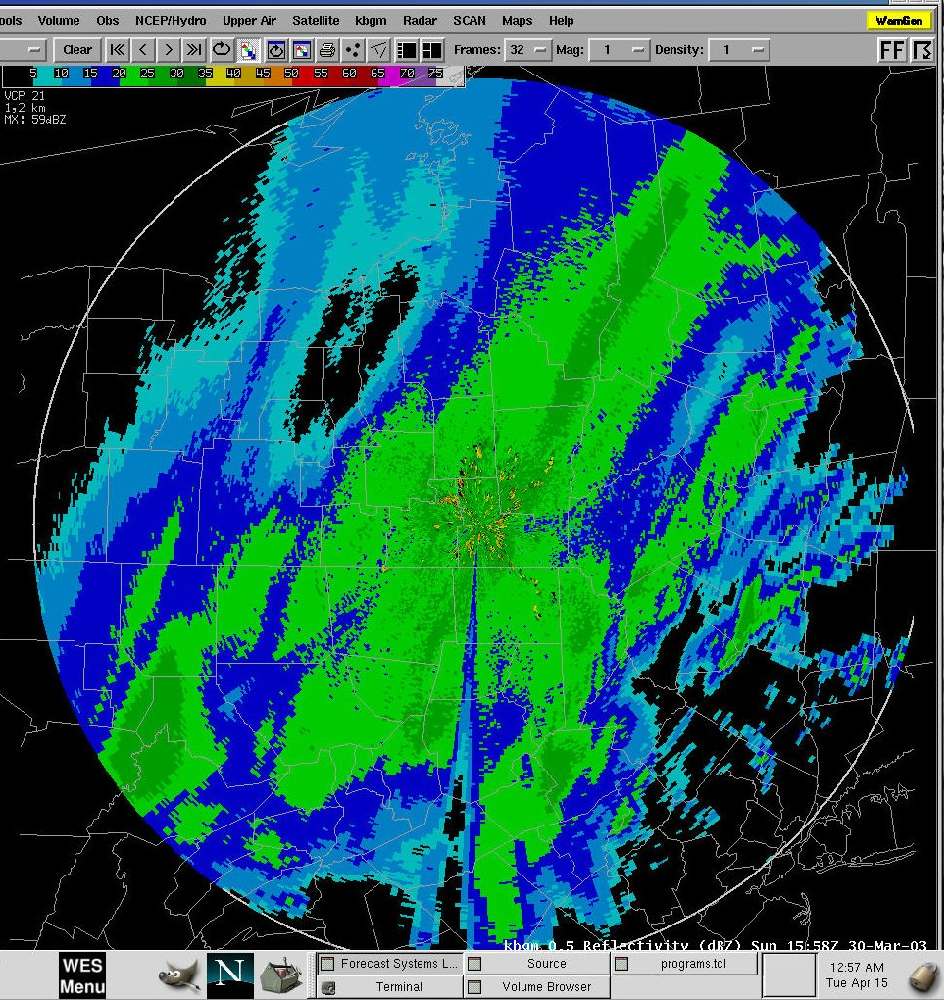 ools Volume Obs NCEP/Hydro Upper Air Satellite kbgm Radar SCAN Maps Help WarnGen
Clear Frames: 32 Mag: 1 Density: 1 FF
5 10 15 20 25 30 35 40 45 50 55 60 65 70 75
VCP 21
1,2 km
MX: 59dBZ
kbgm 0.5 Reflectivity (dBZ) Sun 15:58Z 30-Mar-03
WES
Menu
N
Forecast Systems L... Source programs.tcl
Terminal Volume Browser
12:57 AM
Tue Apr 15